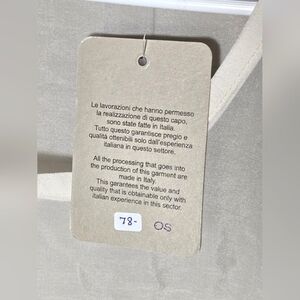 Le lavorazioni che hanno permesso
la realizzazione di questo capo,
sono state fatte in Italia.
Tutto questo garantisce pregio e
qualità ottenibili solo dall'esperienza
italiana in questo settore.
All the processing that goes into
the production of this garment are
made in Italy.
This garantees the value and
quality that is obtainable only with
italian experience in this sector.
78- OS